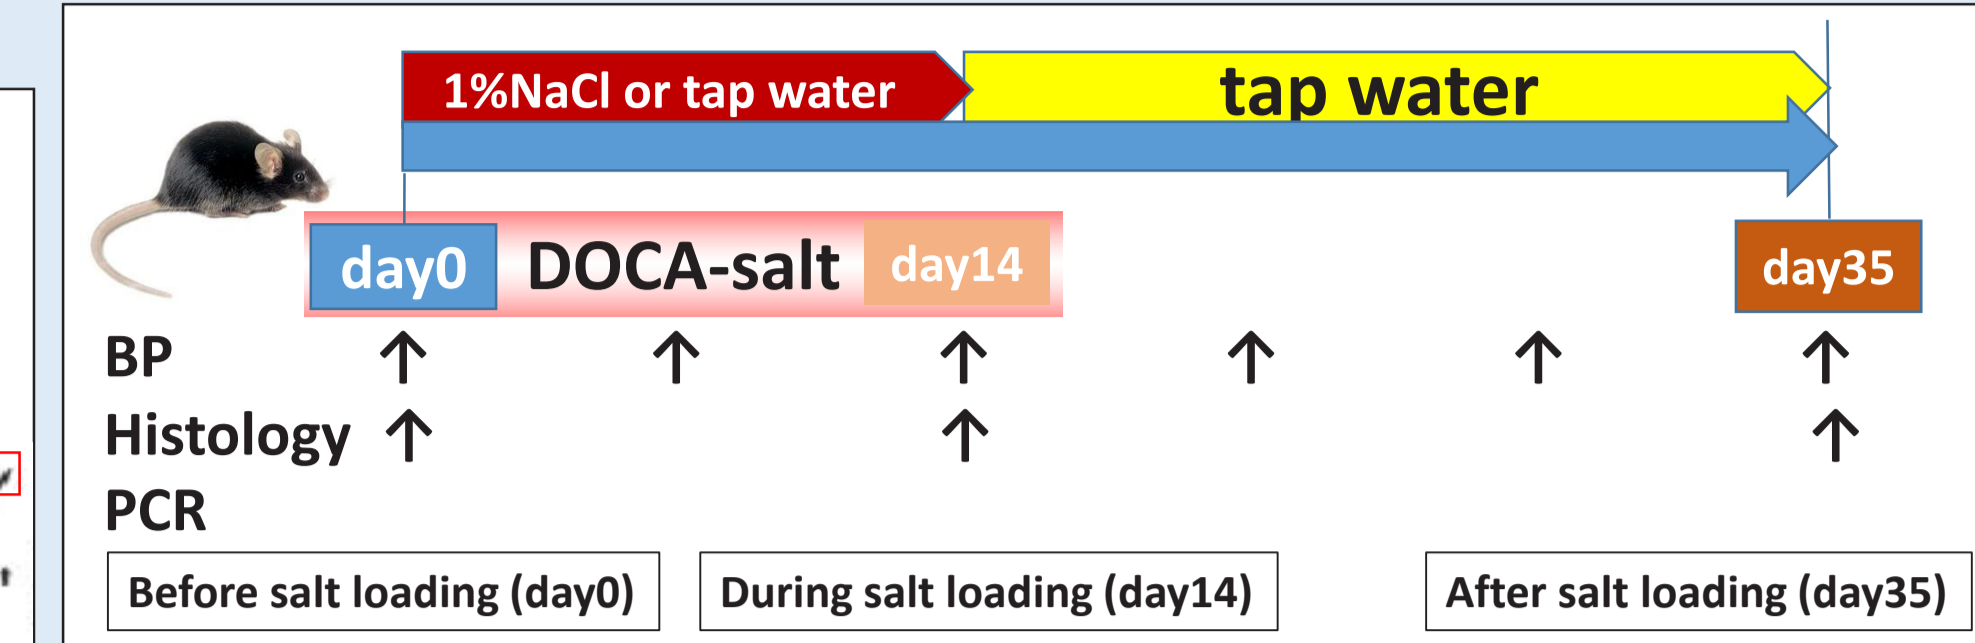 1%NaCl or tap water
tap water
day0
DOCA-salt
day14
day35
BP ↑ ↑ ↑ ↑ ↑ ↑
Histology ↑ ↑ ↑
PCR
Before salt loading (day0)
During salt loading (day14)
After salt loading (day35)